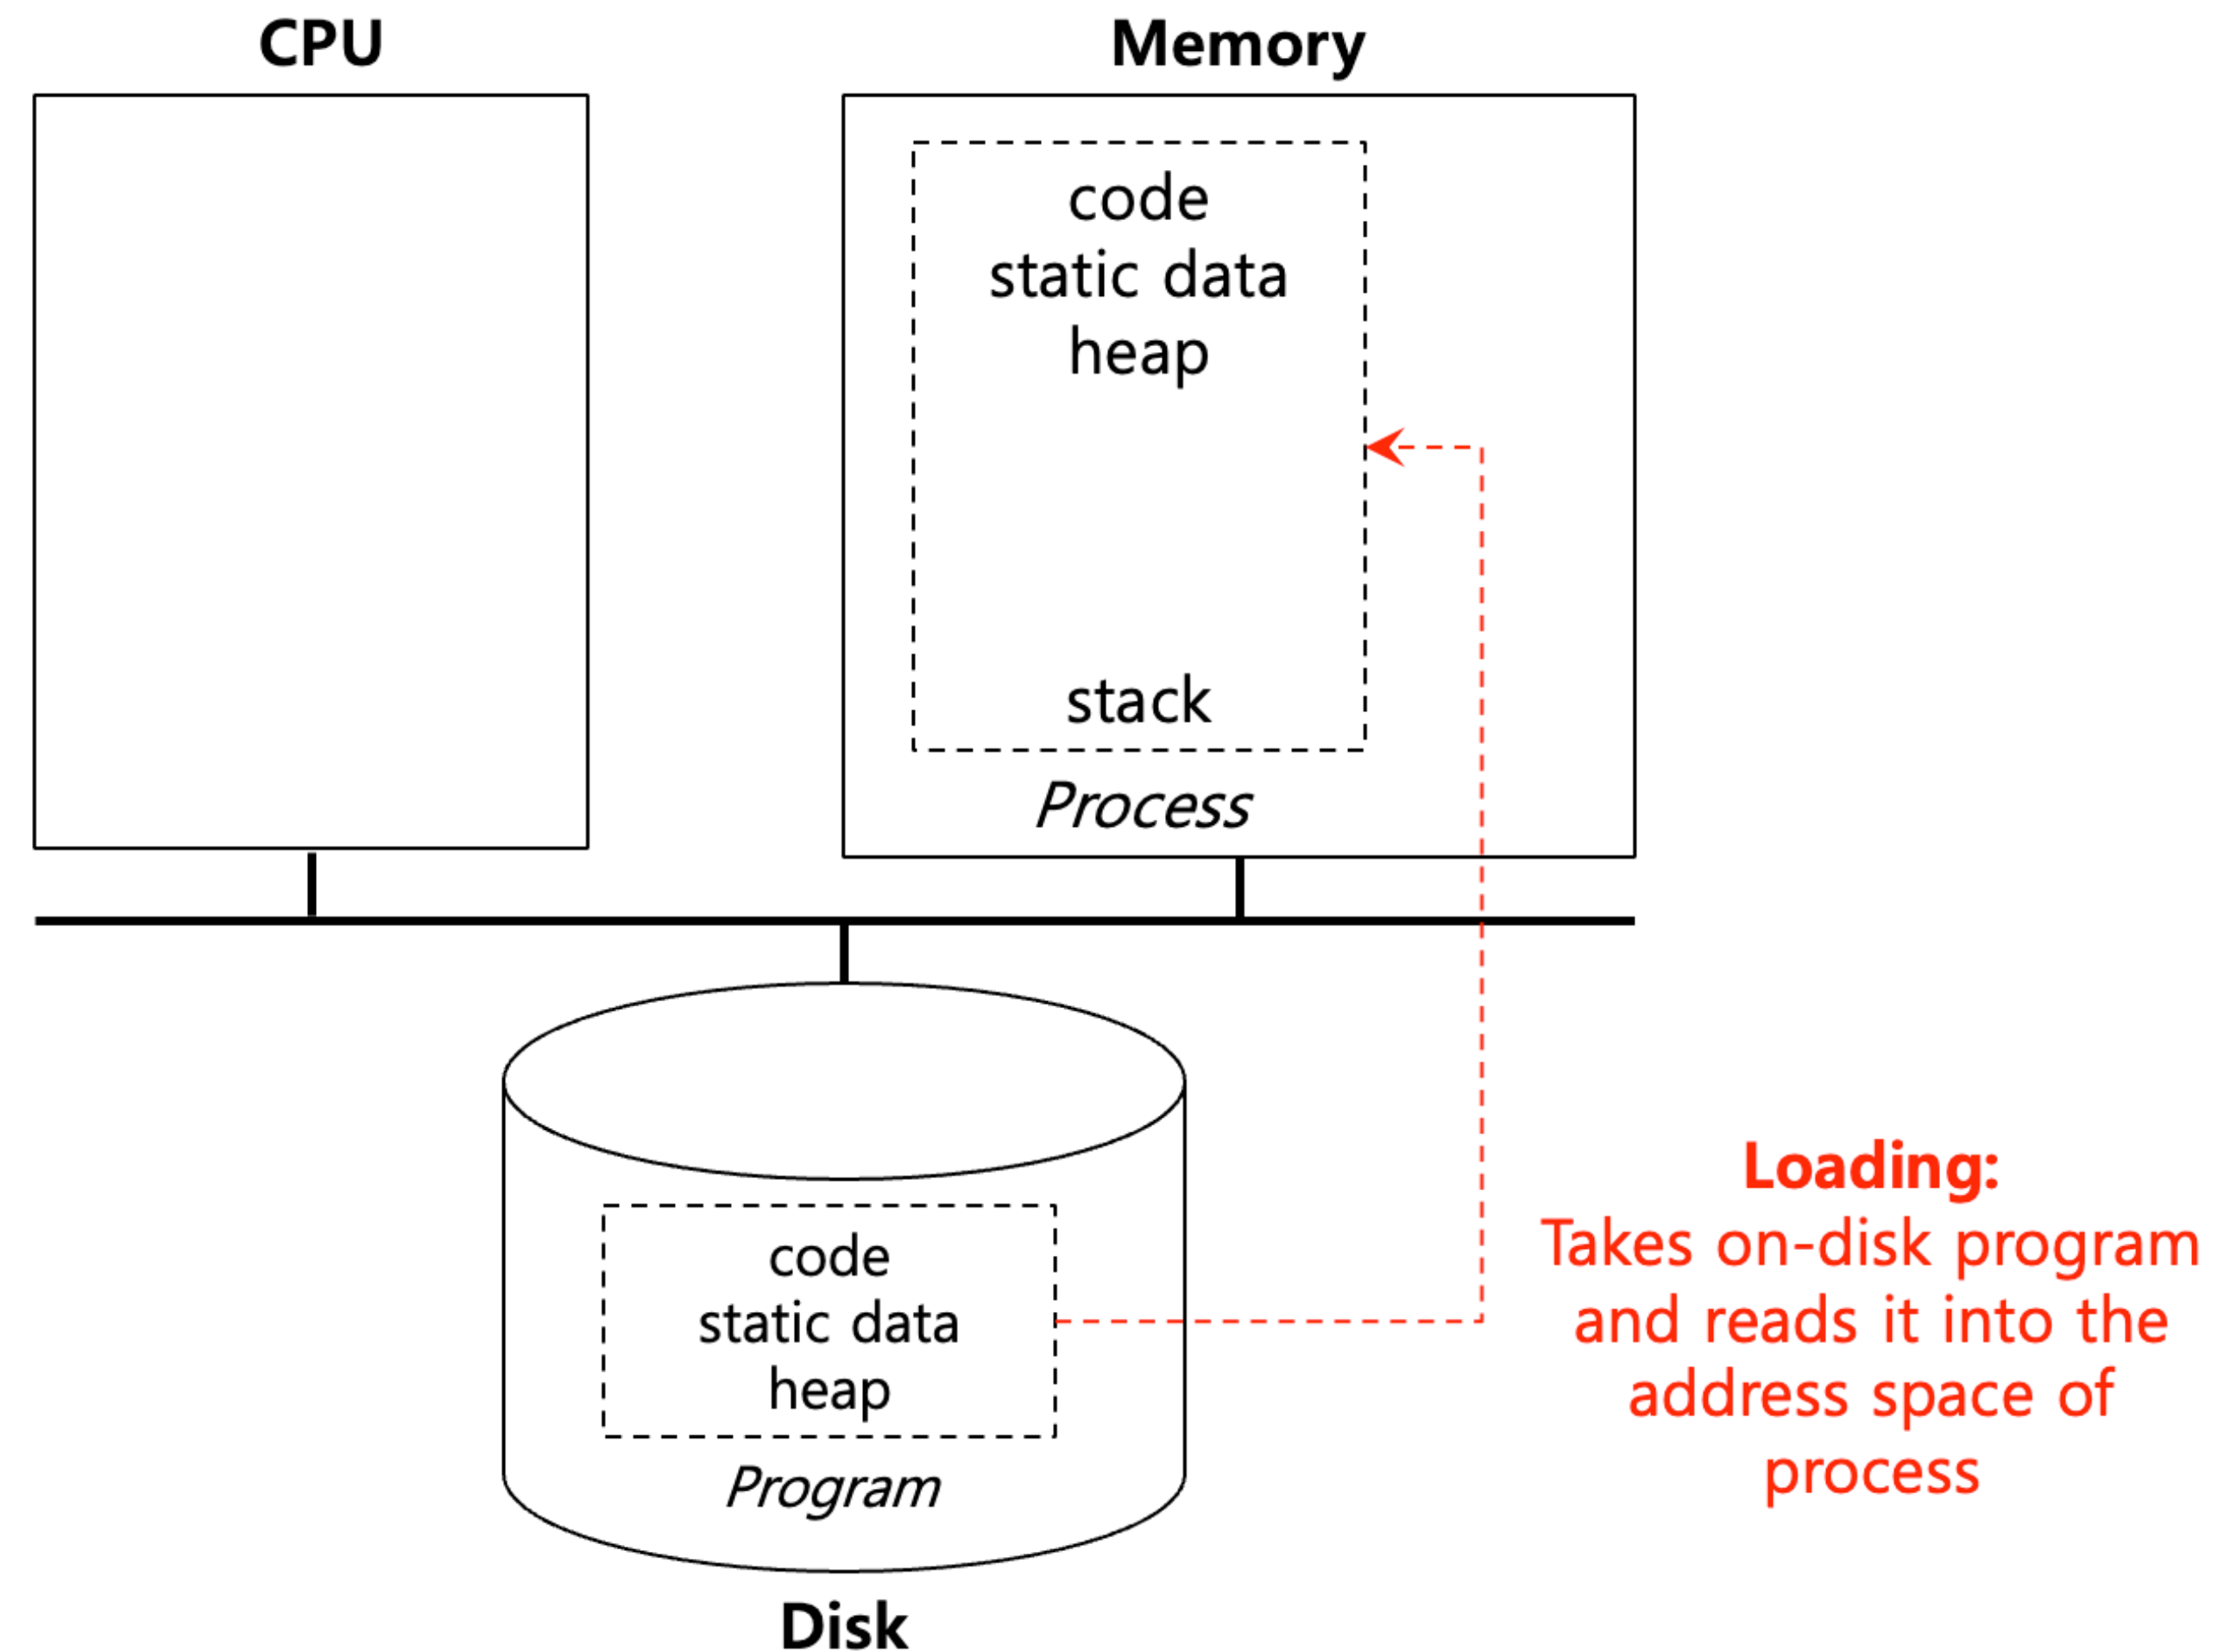 CPU
Memory
code
static data
heap
stack
Process
code
static data
heap
Program
Disk
Loading:
Takes on-disk program
and reads it into the
address space of
process